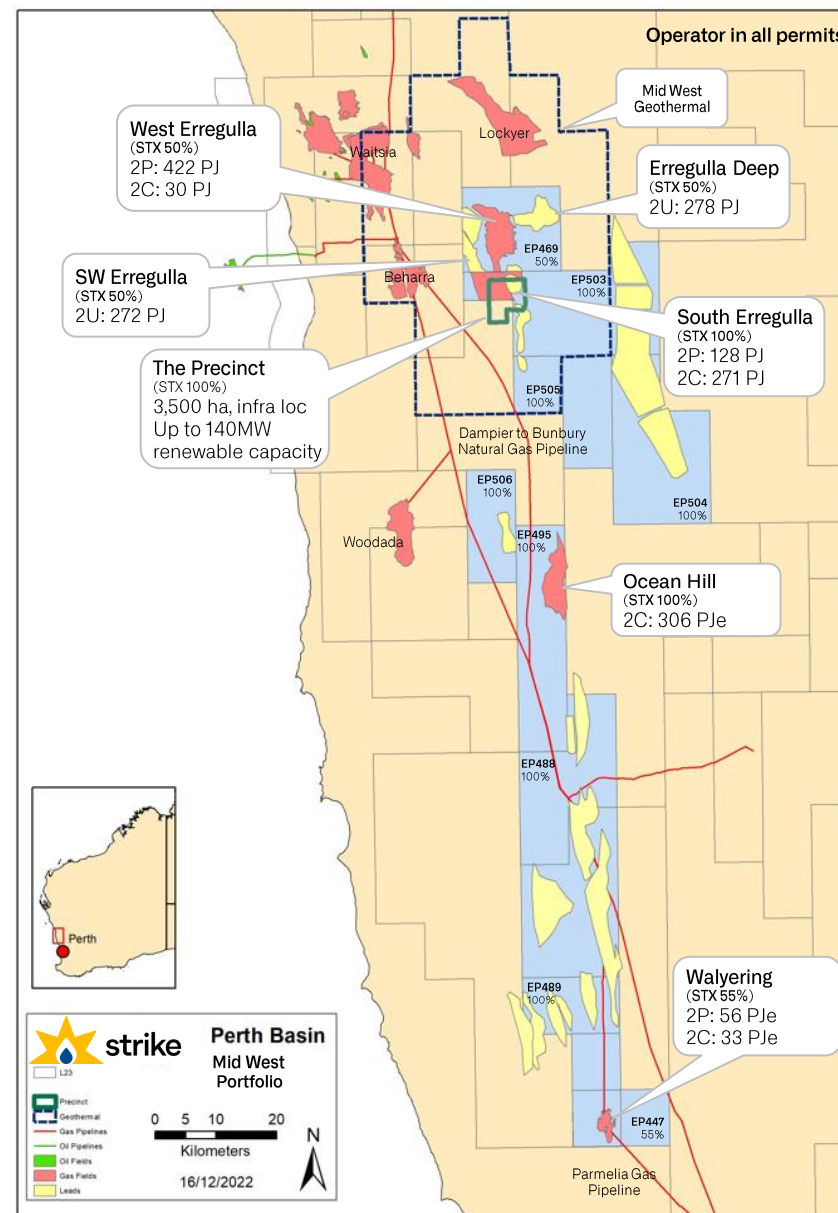 Operator in all permits
Mid West
Geothermal
West Erregulla
(STX 50%)
2P: 422 PJ
2C: 30 PJ
Waitsia
Lockyer
Erregulla Deep
(STX 50%)
2U: 278 PJ
EP469
50%
SW Erregulla
(STX 50%)
2U: 272 PJ
Beharra
EP503
100%
South Erregulla
(STX 100%)
2P: 128 PJ
2C: 271 PJ
The Precinct
(STX 100%)
3,500 ha, infra loc
Up to 140MW
renewable capacity
EP505
100%
Dampier to Bunbury
Natural Gas Pipeline
EP506
100%
EP504
100%
Woodada
EP495
100%
Ocean Hill
(STX 100%)
2C: 306 PJe
EP488
100%
Perth
EP489
100%
Walyering
(STX 55%)
2P: 56 PJe
2C: 33 PJe
EP447
55%
Parmelia Gas
Pipeline
strike
Perth Basin
Mid West
Portfolio
L23
Precinct
Geothermal
Gas Pipelines
Oil Pipelines
Oil Fields
Gas Fields
Leads
0 5 10 20
Kilometers
N
16/12/2022